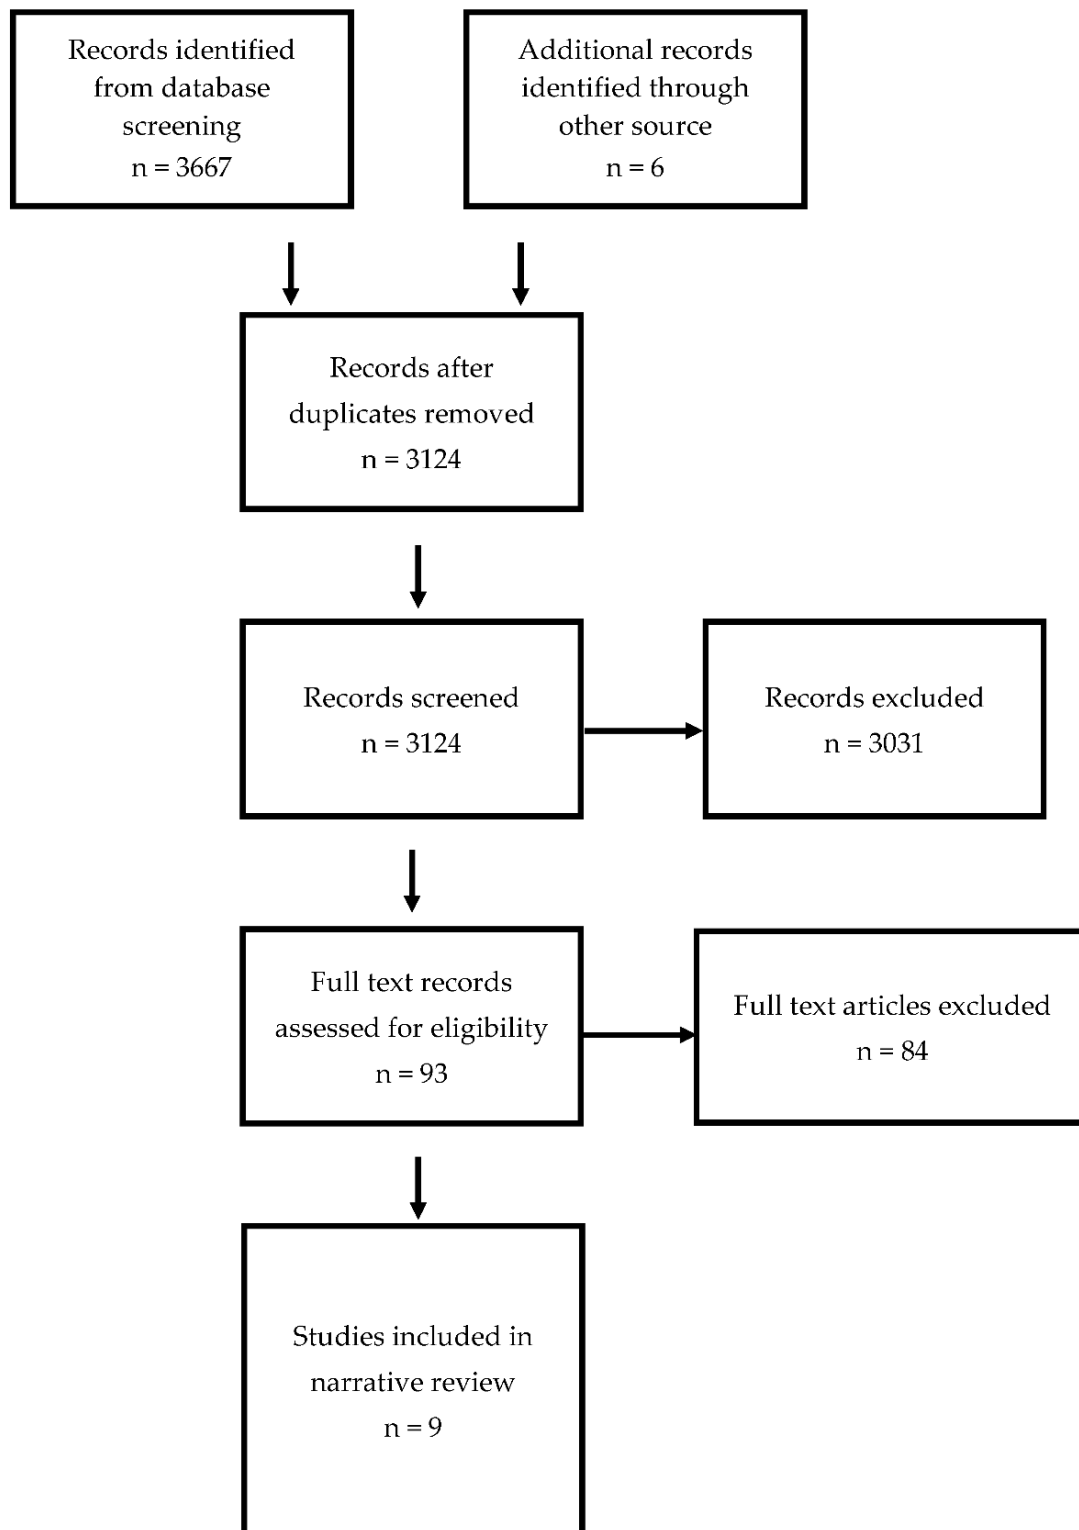 Records identified
from database
screening
n = 3667
Additional records
identified through
other source
n = 6
Records after
duplicates removed
n = 3124
Records screened
n = 3124
Records excluded
n = 3031
Full text records
assessed for eligibility
n = 93
Full text articles excluded
n = 84
Studies included in
narrative review
n = 9